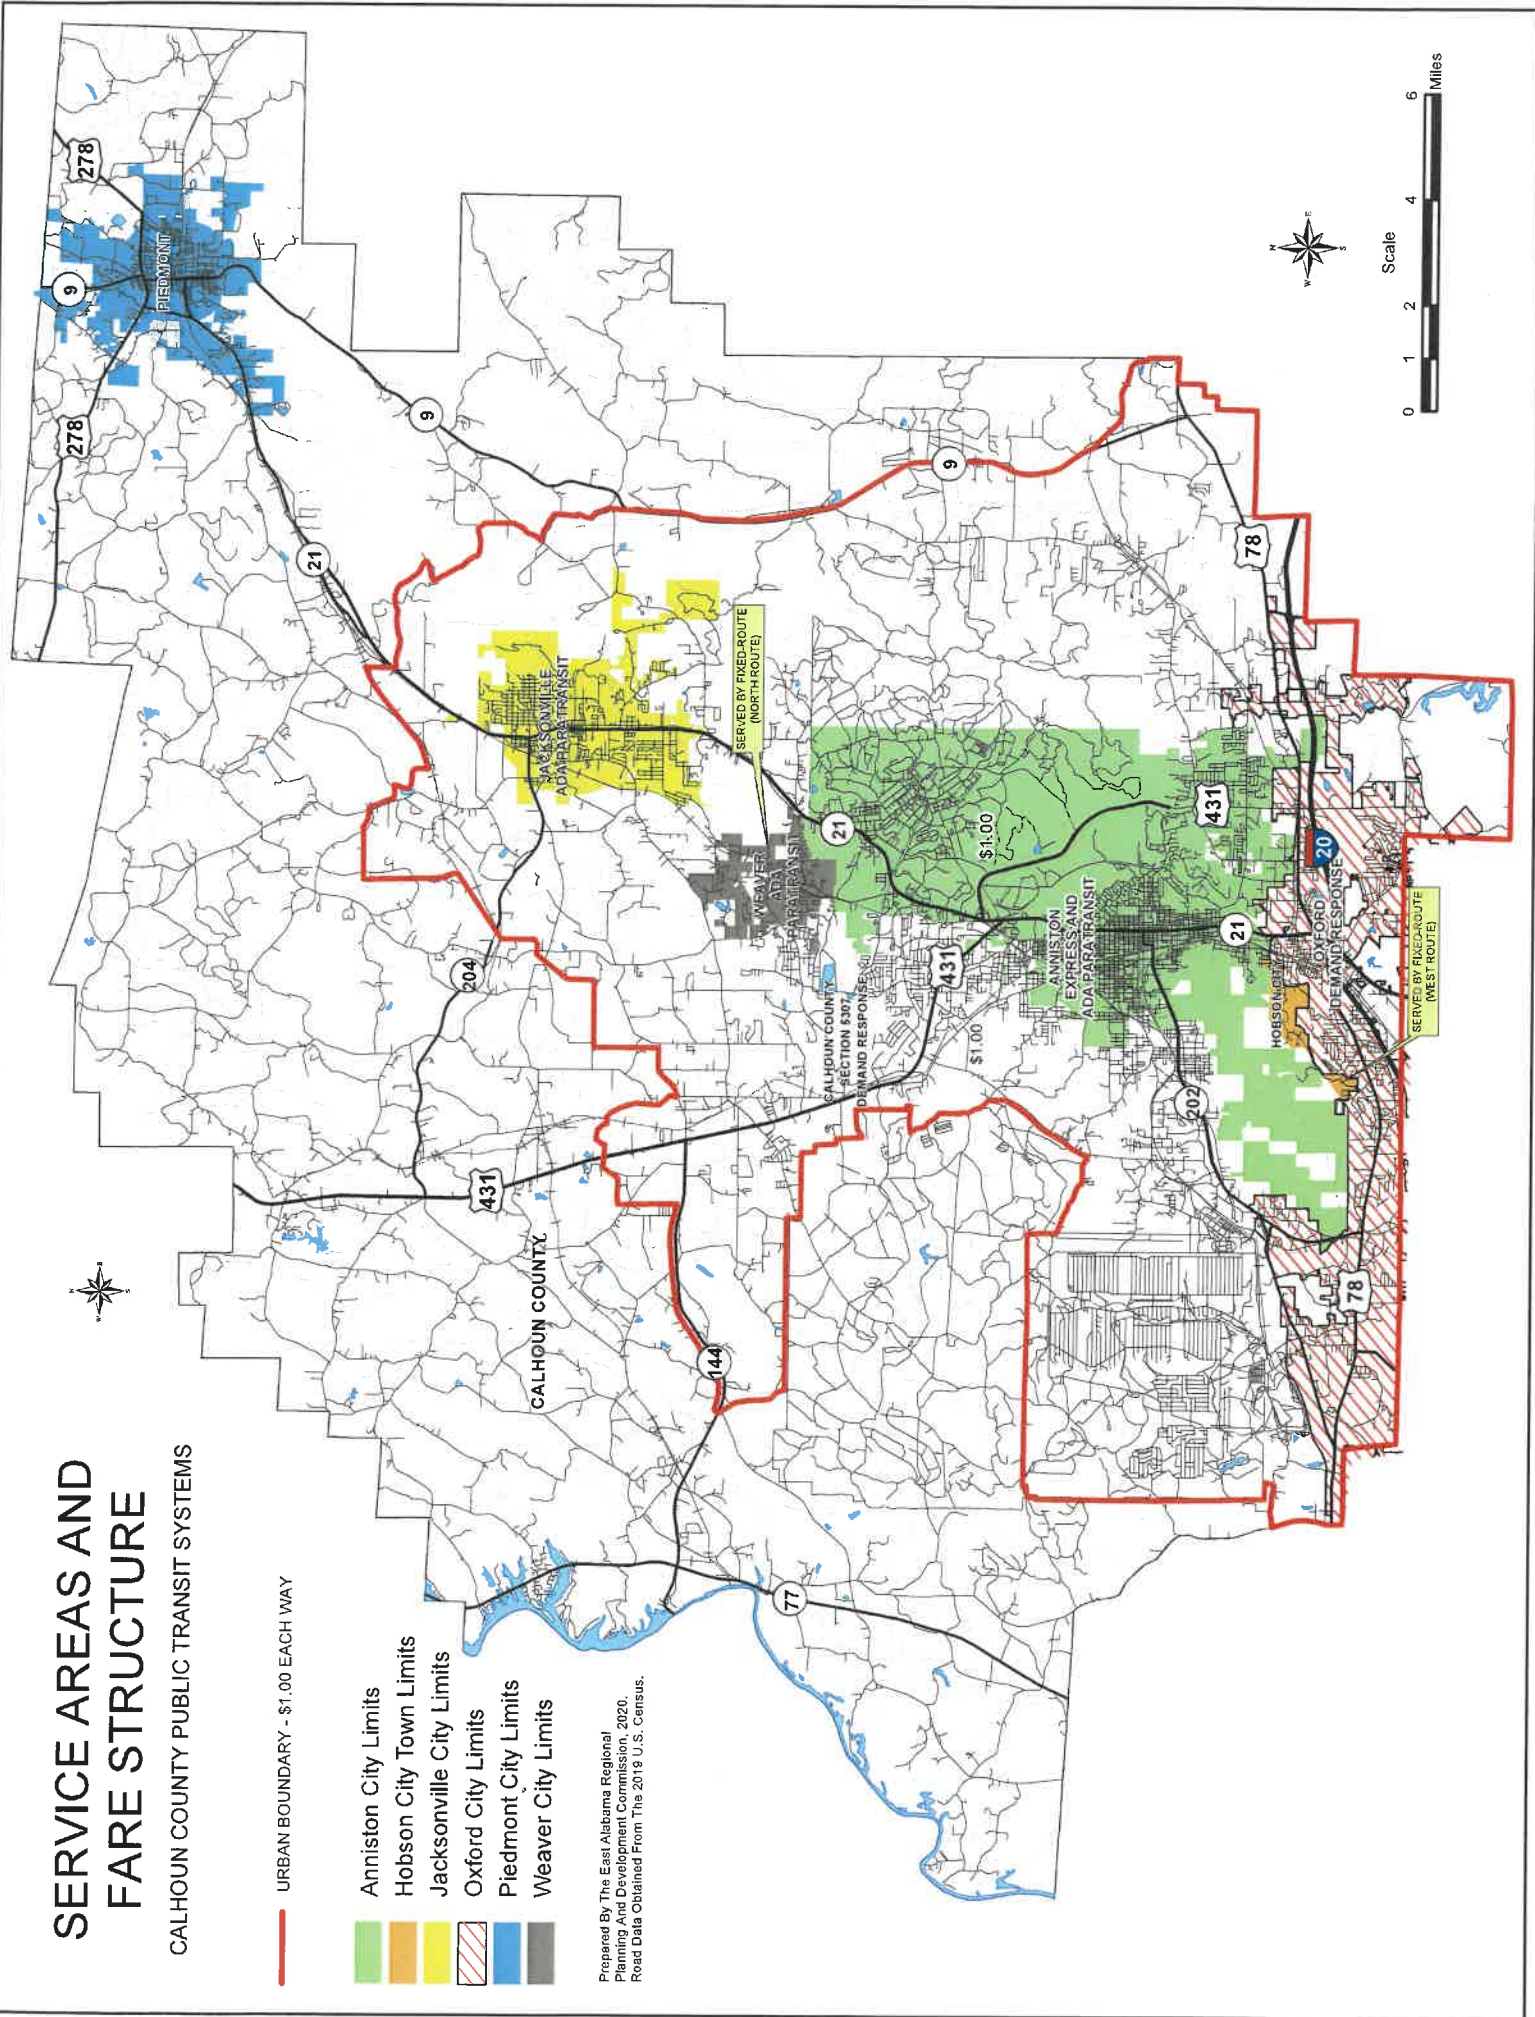 SERVICE AREAS AND
FARE STRUCTURE
CALHOUN COUNTY PUBLIC TRANSIT SYSTEMS
URBAN BOUNDARY - $1.00 EACH WAY
Anniston City Limits
Hobson City Town Limits
Jacksonville City Limits
Oxford City Limits
Piedmont City Limits
Weaver City Limits
Prepared By The East Alabama Regional
Planning And Development Commission, 2020.
Road Data Obtained From The 2019 U.S. Census.
N
W
E
S
278
278
9
PIEDMONT
9
21
204
431
CALHOUN COUNTY
144
77
JACKSONVILLE
ADA PARATRANSIT
SERVED BY FIXED-ROUTE
(NORTH ROUTE)
WEAVER
ADA
PARATRANSIT
21
9
CALHOUN COUNTY
SECTION 5307
DEMAND RESPONSE
431
$1.00
$1.00
ANNISTON
EXPRESS AND
ADA PARATRANSIT
202
431
21
78
20
HOBSON CITY
OXFORD
DEMAND RESPONSE
78
SERVED BY FIXED-ROUTE
(WEST ROUTE)
N
W
E
S
Scale
0
1
2
4
6
Miles